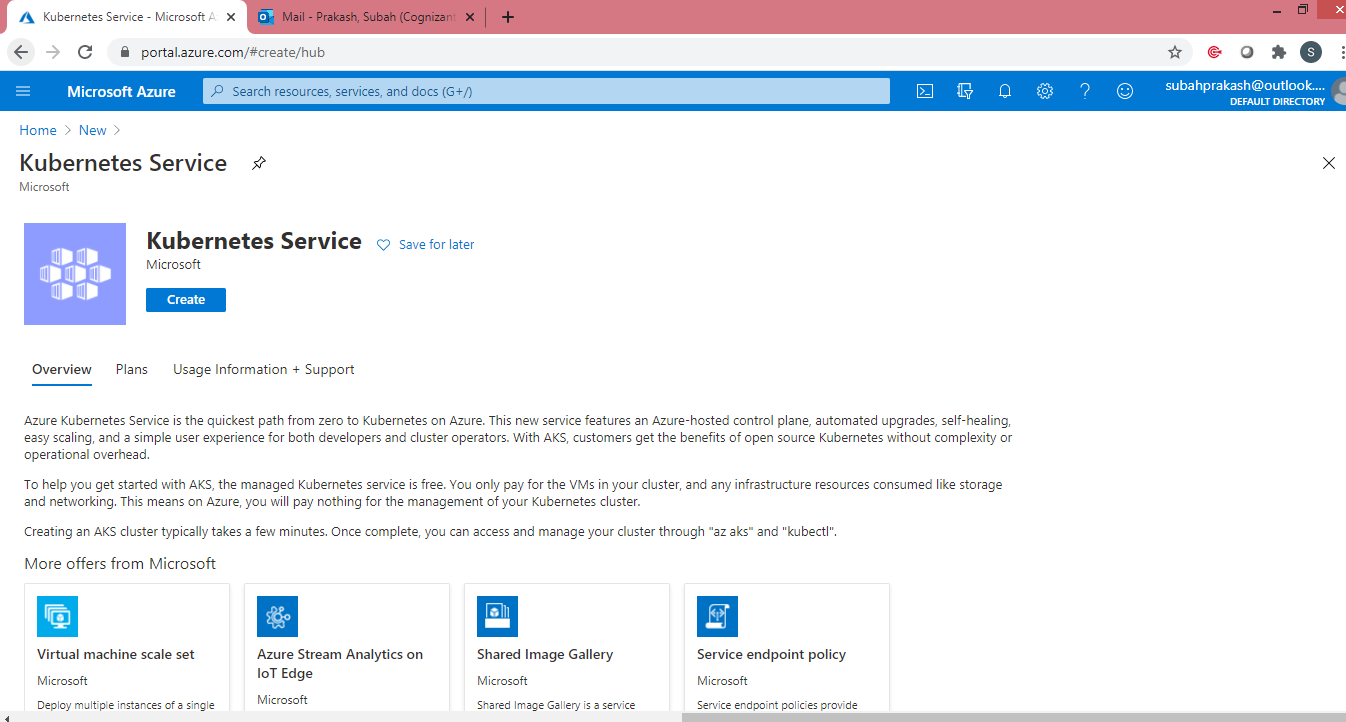 Kubernetes Service - Microsoft A
Mail - Prakash, Subah (Cognizant
portal.azure.com/#create/hub
S
Microsoft Azure
Search resources, services, and docs (G+/)
subahprakash@outlook....
DEFAULT DIRECTORY
Home > New >
Kubernetes Service
Microsoft
Kubernetes Service
Save for later
Microsoft
Create
Overview
Plans
Usage Information + Support
Azure Kubernetes Service is the quickest path from zero to Kubernetes on Azure. This new service features an Azure-hosted control plane, automated upgrades, self-healing,
easy scaling, and a simple user experience for both developers and cluster operators. With AKS, customers get the benefits of open source Kubernetes without complexity or
operational overhead.
To help you get started with AKS, the managed Kubernetes service is free. You only pay for the VMs in your cluster, and any infrastructure resources consumed like storage
and networking. This means on Azure, you will pay nothing for the management of your Kubernetes cluster.
Creating an AKS cluster typically takes a few minutes. Once complete, you can access and manage your cluster through "az aks" and "kubectl".
More offers from Microsoft
Virtual machine scale set
Microsoft
Deploy multiple instances of a single
Azure Stream Analytics on
IoT Edge
Microsoft
Shared Image Gallery
Microsoft
Shared Image Gallery is a service
Service endpoint policy
Microsoft
Service endpoint policies provide